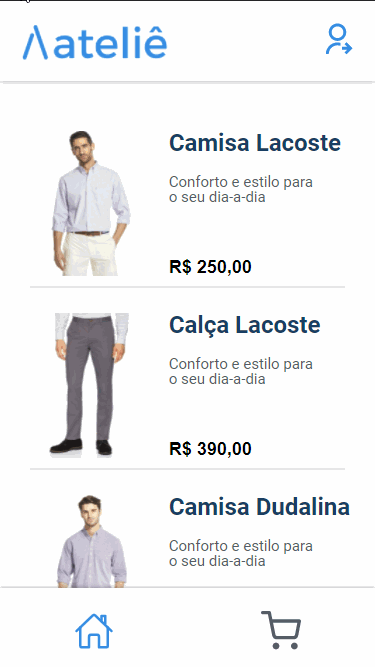 ateliê
Camisa Lacoste
Conforto e estilo para
o seu dia-a-dia
R$ 250,00
Calça Lacoste
Conforto e estilo para
o seu dia-a-dia
R$ 390,00
Camisa Dudalina
Conforto e estilo para
o seu dia-a-dia